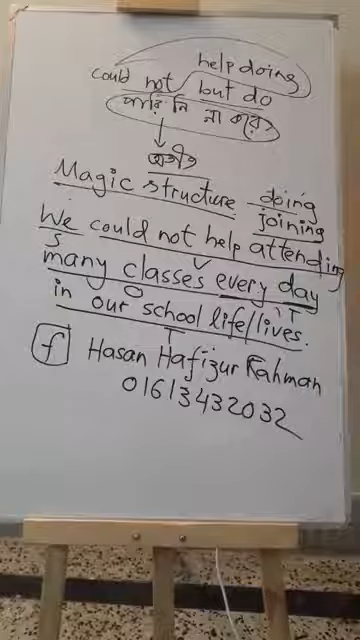 help doing
could not / but do
পারি নি না করে
অতীত
Magic structure doing
joining
We could not help attending
S V
many classes every day
O T
in our school life/lives.
T
f Hasan Hafizur Rahman
01613432032